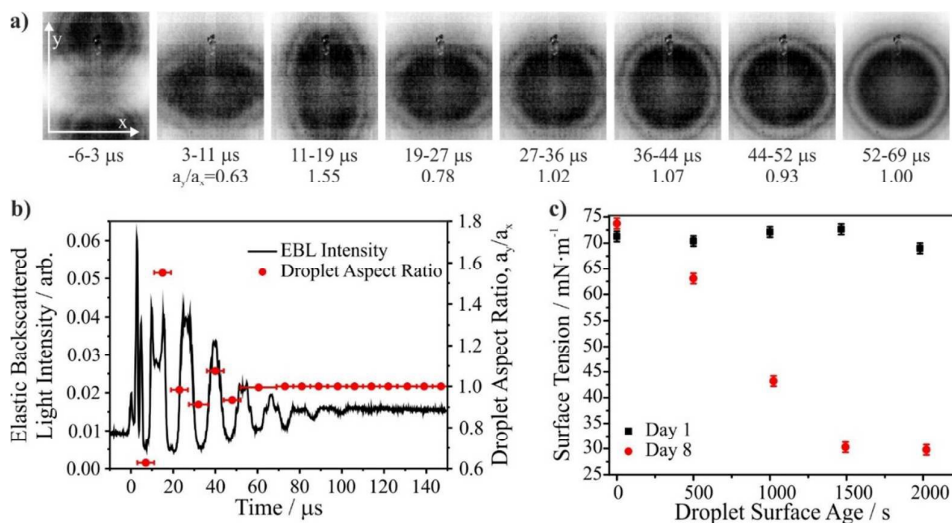 a)
y
x
-6-3 μs 3-11 μs 11-19 μs 19-27 μs 27-36 μs 36-44 μs 44-52 μs 52-69 μs
a_y/a_x=0.63 1.55 0.78 1.02 1.07 0.93 1.00
b)
Elastic Backscattered
Light Intensity / arb.
0.06
0.05
0.04
0.03
0.02
0.01
0.00
EBL Intensity
Droplet Aspect Ratio
1.8
1.6
1.4
1.2
1.0
0.8
0.6
Droplet Aspect Ratio, a_y/a_x
0 20 40 60 80 100 120 140
Time / μs
c)
Surface Tension / mN·m⁻¹
75
70
65
60
55
50
45
40
35
30
25
Day 1
Day 8
0 500 1000 1500 2000
Droplet Surface Age / s